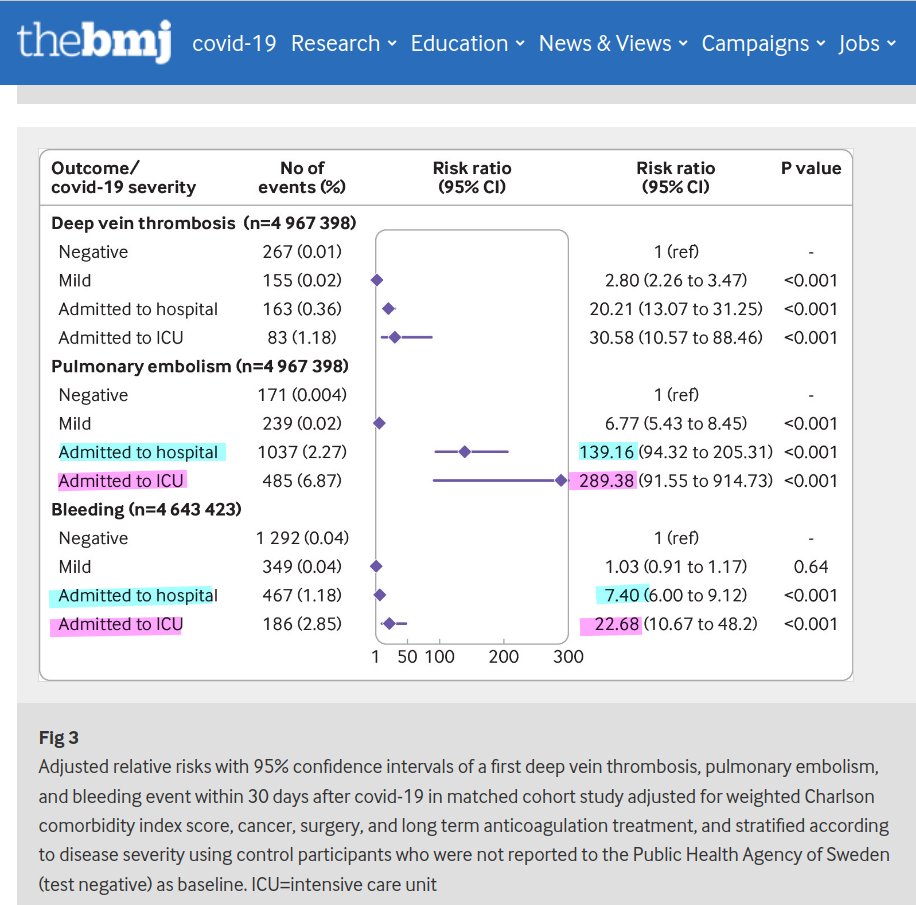 thebmj covid-19 Research Education News & Views Campaigns Jobs
Outcome/ No of Risk ratio Risk ratio P value
covid-19 severity events (%) (95% CI) (95% CI)
Deep vein thrombosis (n=4 967 398)
Negative 267 (0.01) 1 (ref) -
Mild 155 (0.02) 2.80 (2.26 to 3.47) <0.001
Admitted to hospital 163 (0.36) 20.21 (13.07 to 31.25) <0.001
Admitted to ICU 83 (1.18) 30.58 (10.57 to 88.46) <0.001
Pulmonary embolism (n=4 967 398)
Negative 171 (0.004) 1 (ref) -
Mild 239 (0.02) 6.77 (5.43 to 8.45) <0.001
Admitted to hospital 1037 (2.27) 139.16 (94.32 to 205.31) <0.001
Admitted to ICU 485 (6.87) 289.38 (91.55 to 914.73) <0.001
Bleeding (n=4 643 423)
Negative 1 292 (0.04) 1 (ref) -
Mild 349 (0.04) 1.03 (0.91 to 1.17) 0.64
Admitted to hospital 467 (1.18) 7.40 (6.00 to 9.12) <0.001
Admitted to ICU 186 (2.85) 22.68 (10.67 to 48.2) <0.001
1 50 100 200 300
Fig 3
Adjusted relative risks with 95% confidence intervals of a first deep vein thrombosis, pulmonary embolism,
and bleeding event within 30 days after covid-19 in matched cohort study adjusted for weighted Charlson
comorbidity index score, cancer, surgery, and long term anticoagulation treatment, and stratified according
to disease severity using control participants who were not reported to the Public Health Agency of Sweden
(test negative) as baseline. ICU=intensive care unit